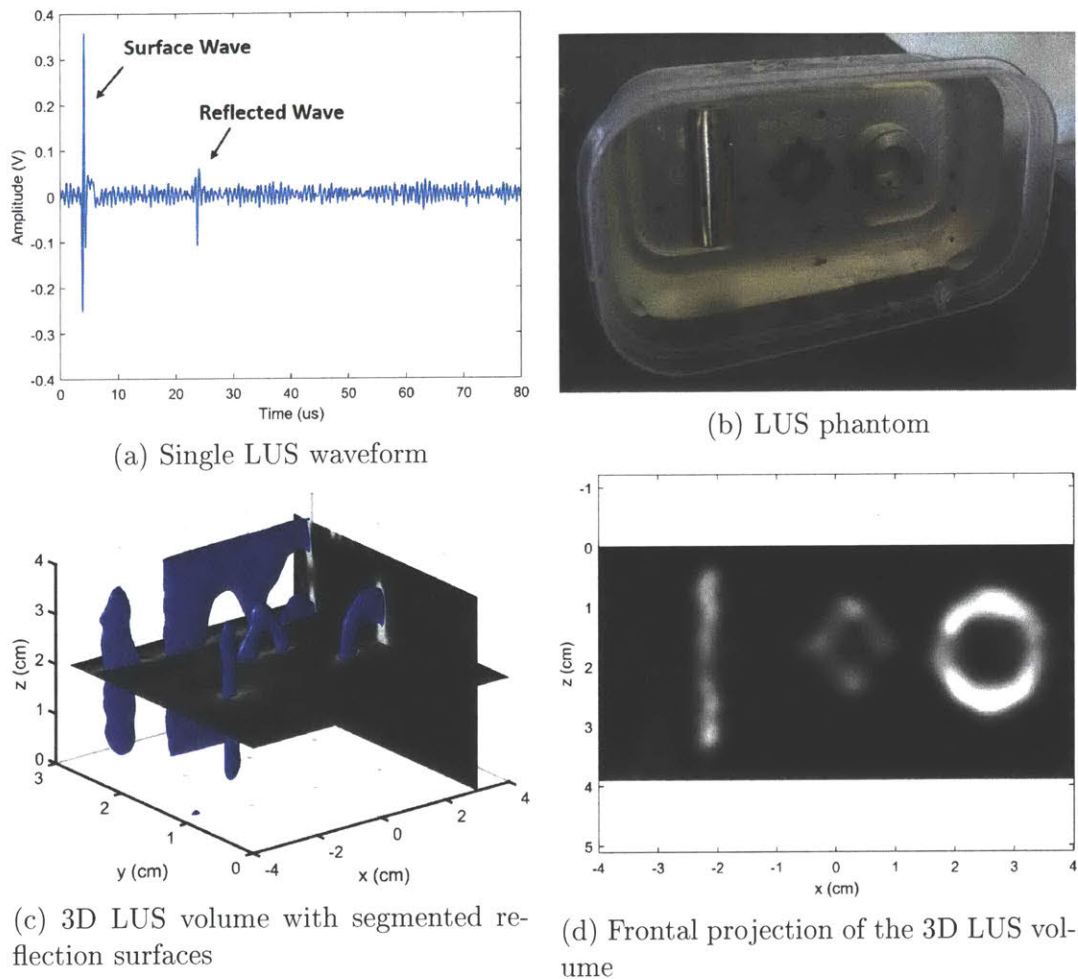 0.4
0.3
0.2
0.1
0
-0.1
-0.2
-0.3
-0.4
Amplitude (V)
Surface Wave
Reflected Wave
0 10 20 30 40 50 60 70 80
Time (us)
(a) Single LUS waveform
(b) LUS phantom
4
3
2
1
0
z (cm)
3
2
1
0
y (cm)
-4
-2
0
2
4
x (cm)
(c) 3D LUS volume with segmented re-
flection surfaces
-1
0
1
2
3
4
5
z (cm)
-4 -3 -2 -1 0 1 2 3 4
x (cm)
(d) Frontal projection of the 3D LUS vol-
ume